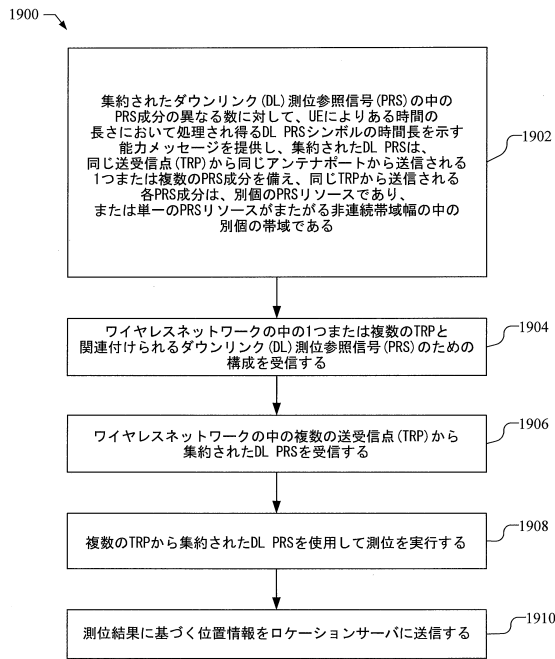 1900
集約されたダウンリンク(DL)測位参照信号(PRS)の中の
PRS成分の異なる数に対して、UEによりある時間の
長さにおいて処理され得るDL PRSシンボルの時間長を示す
能力メッセージを提供し、集約されたDL PRSは、
同じ送受信点(TRP)から同じアンテナポートから送信される
1つまたは複数のPRS成分を備え、同じTRPから送信される
各PRS成分は、別個のPRSリソースであり、
または単一のPRSリソースがまたがる非連続帯域幅の中の
別個の帯域である
1902
ワイヤレスネットワークの中の1つまたは複数のTRPと
関連付けられるダウンリンク(DL)測位参照信号(PRS)のための
構成を受信する
1904
ワイヤレスネットワークの中の複数の送受信点(TRP)から
集約されたDL PRSを受信する
1906
複数のTRPから集約されたDL PRSを使用して測位を実行する
1908
測位結果に基づく位置情報をロケーションサーバに送信する
1910